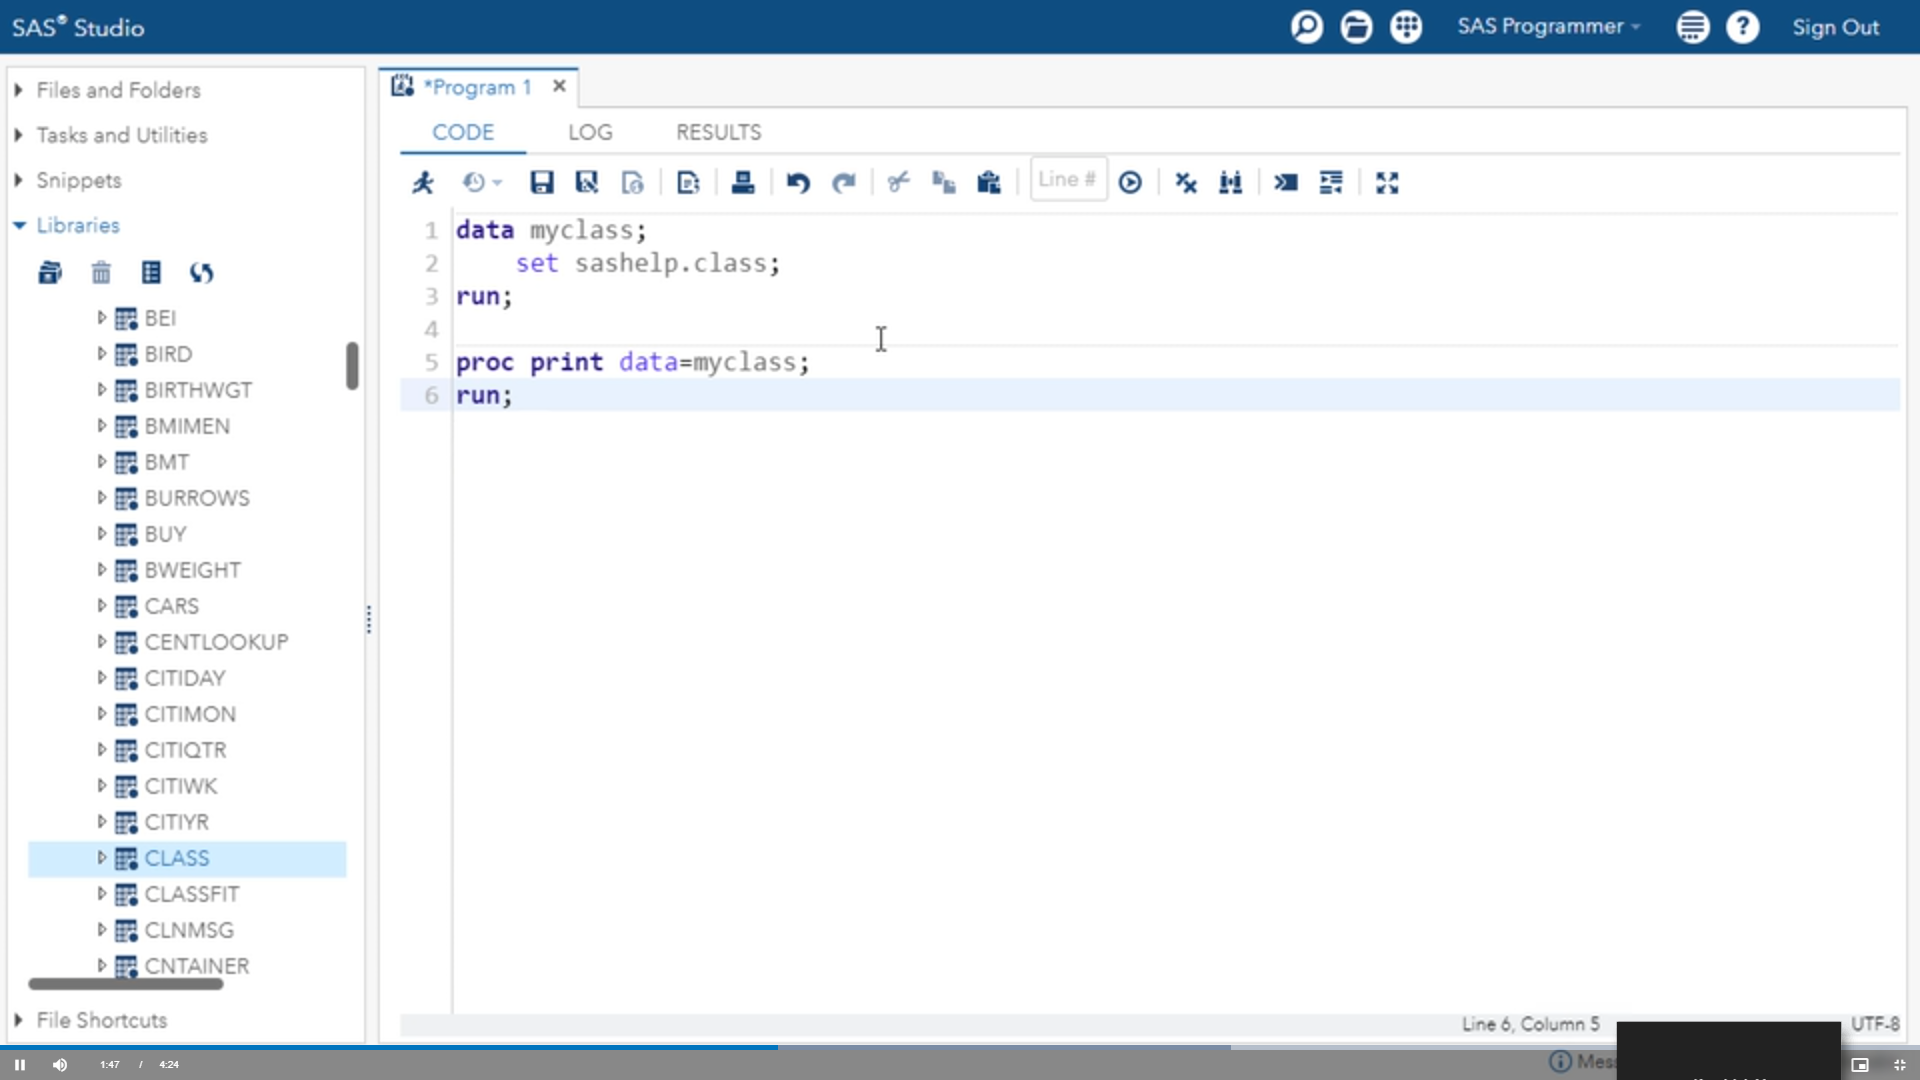 SAS® Studio
SAS Programmer
Sign Out
Files and Folders
Tasks and Utilities
Snippets
Libraries
BEI
BIRD
BIRTHWGT
BMIMEN
BMT
BURROWS
BUY
BWEIGHT
CARS
CENTLOOKUP
CITIDAY
CITIMON
CITIQTR
CITIWK
CITIYR
CLASS
CLASSFIT
CLNMSG
CNTAINER
File Shortcuts
*Program 1
CODE LOG RESULTS
Line #
1 data myclass;
2 set sashelp.class;
3 run;
4
5 proc print data=myclass;
6 run;
Line 6, Column 5
UTF-8
1:47 / 4:24